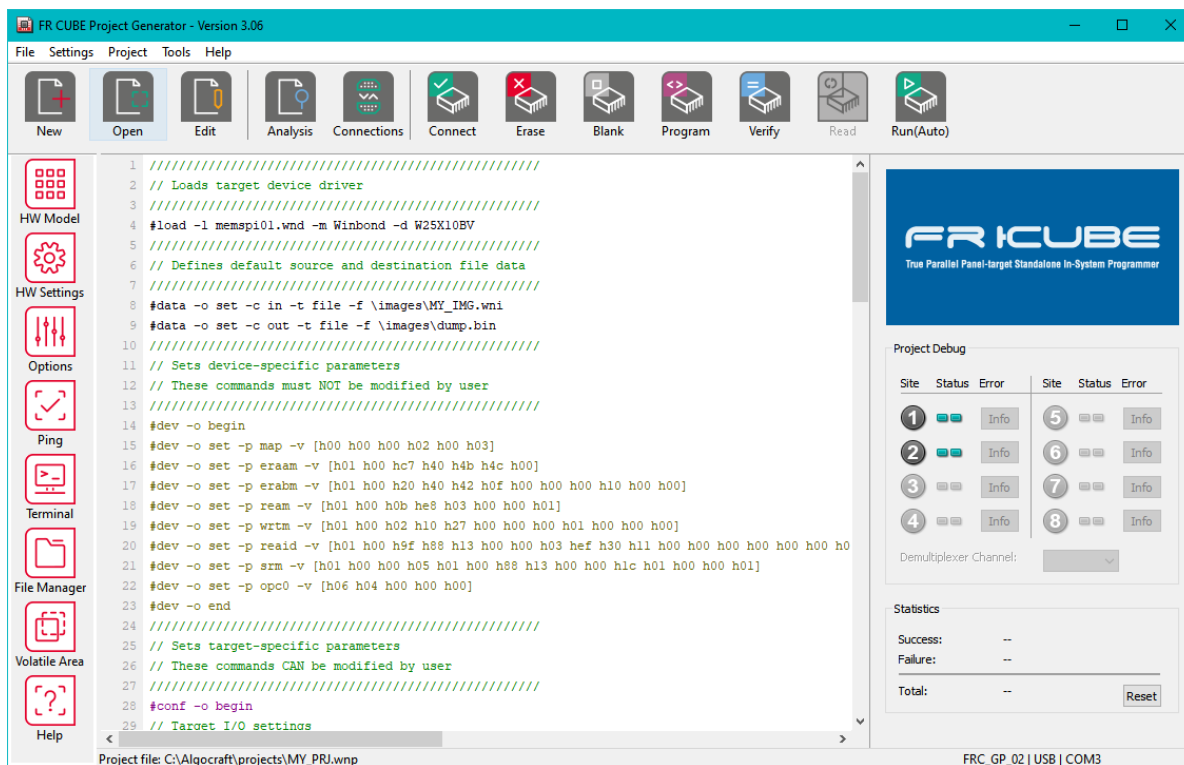 FR CUBE Project Generator - Version 3.06
File Settings Project Tools Help
New Open Edit Analysis Connections Connect Erase Blank Program Verify Read Run(Auto)
HW Model
HW Settings
Options
Ping
Terminal
File Manager
Volatile Area
Help
1 /////////////////////////////////////////////////////
2 // Loads target device driver
3 /////////////////////////////////////////////////////
4 #load -l memspi01.wnd -m Winbond -d W25X10BV
5 /////////////////////////////////////////////////////
6 // Defines default source and destination file data
7 /////////////////////////////////////////////////////
8 #data -o set -c in -t file -f \images\MY_IMG.wni
9 #data -o set -c out -t file -f \images\dump.bin
10 /////////////////////////////////////////////////////
11 // Sets device-specific parameters
12 // These commands must NOT be modified by user
13 /////////////////////////////////////////////////////
14 #dev -o begin
15 #dev -o set -p map -v [h00 h00 h00 h02 h00 h03]
16 #dev -o set -p eraam -v [h01 h00 hc7 h40 h4b h4c h00]
17 #dev -o set -p erabm -v [h01 h00 h20 h40 h42 h0f h00 h00 h00 h10 h00 h00]
18 #dev -o set -p ream -v [h01 h00 h0b he8 h03 h00 h00 h01]
19 #dev -o set -p wrtm -v [h01 h00 h02 h10 h27 h00 h00 h00 h01 h00 h00 h00]
20 #dev -o set -p reaid -v [h01 h00 h9f h88 h13 h00 h00 h03 hef h30 h11 h00 h00 h00 h00 h00 h00 h0
21 #dev -o set -p srm -v [h01 h00 h00 h05 h01 h00 h88 h13 h00 h00 h1c h01 h00 h00 h01]
22 #dev -o set -p opc0 -v [h06 h04 h00 h00 h00]
23 #dev -o end
24 /////////////////////////////////////////////////////
25 // Sets target-specific parameters
26 // These commands CAN be modified by user
27 /////////////////////////////////////////////////////
28 #conf -o begin
29 // Target I/O settings
FR CUBE
True Parallel Panel-target Standalone In-System Programmer
Project Debug
Site Status Error Site Status Error
1 Info 5 Info
2 Info 6 Info
3 Info 7 Info
4 Info 8 Info
Demultiplexer Channel:
Statistics
Success: --
Failure: --
Total: -- Reset
Project file: C:\Algocraft\projects\MY_PRJ.wnp FRC_GP_02 | USB | COM3